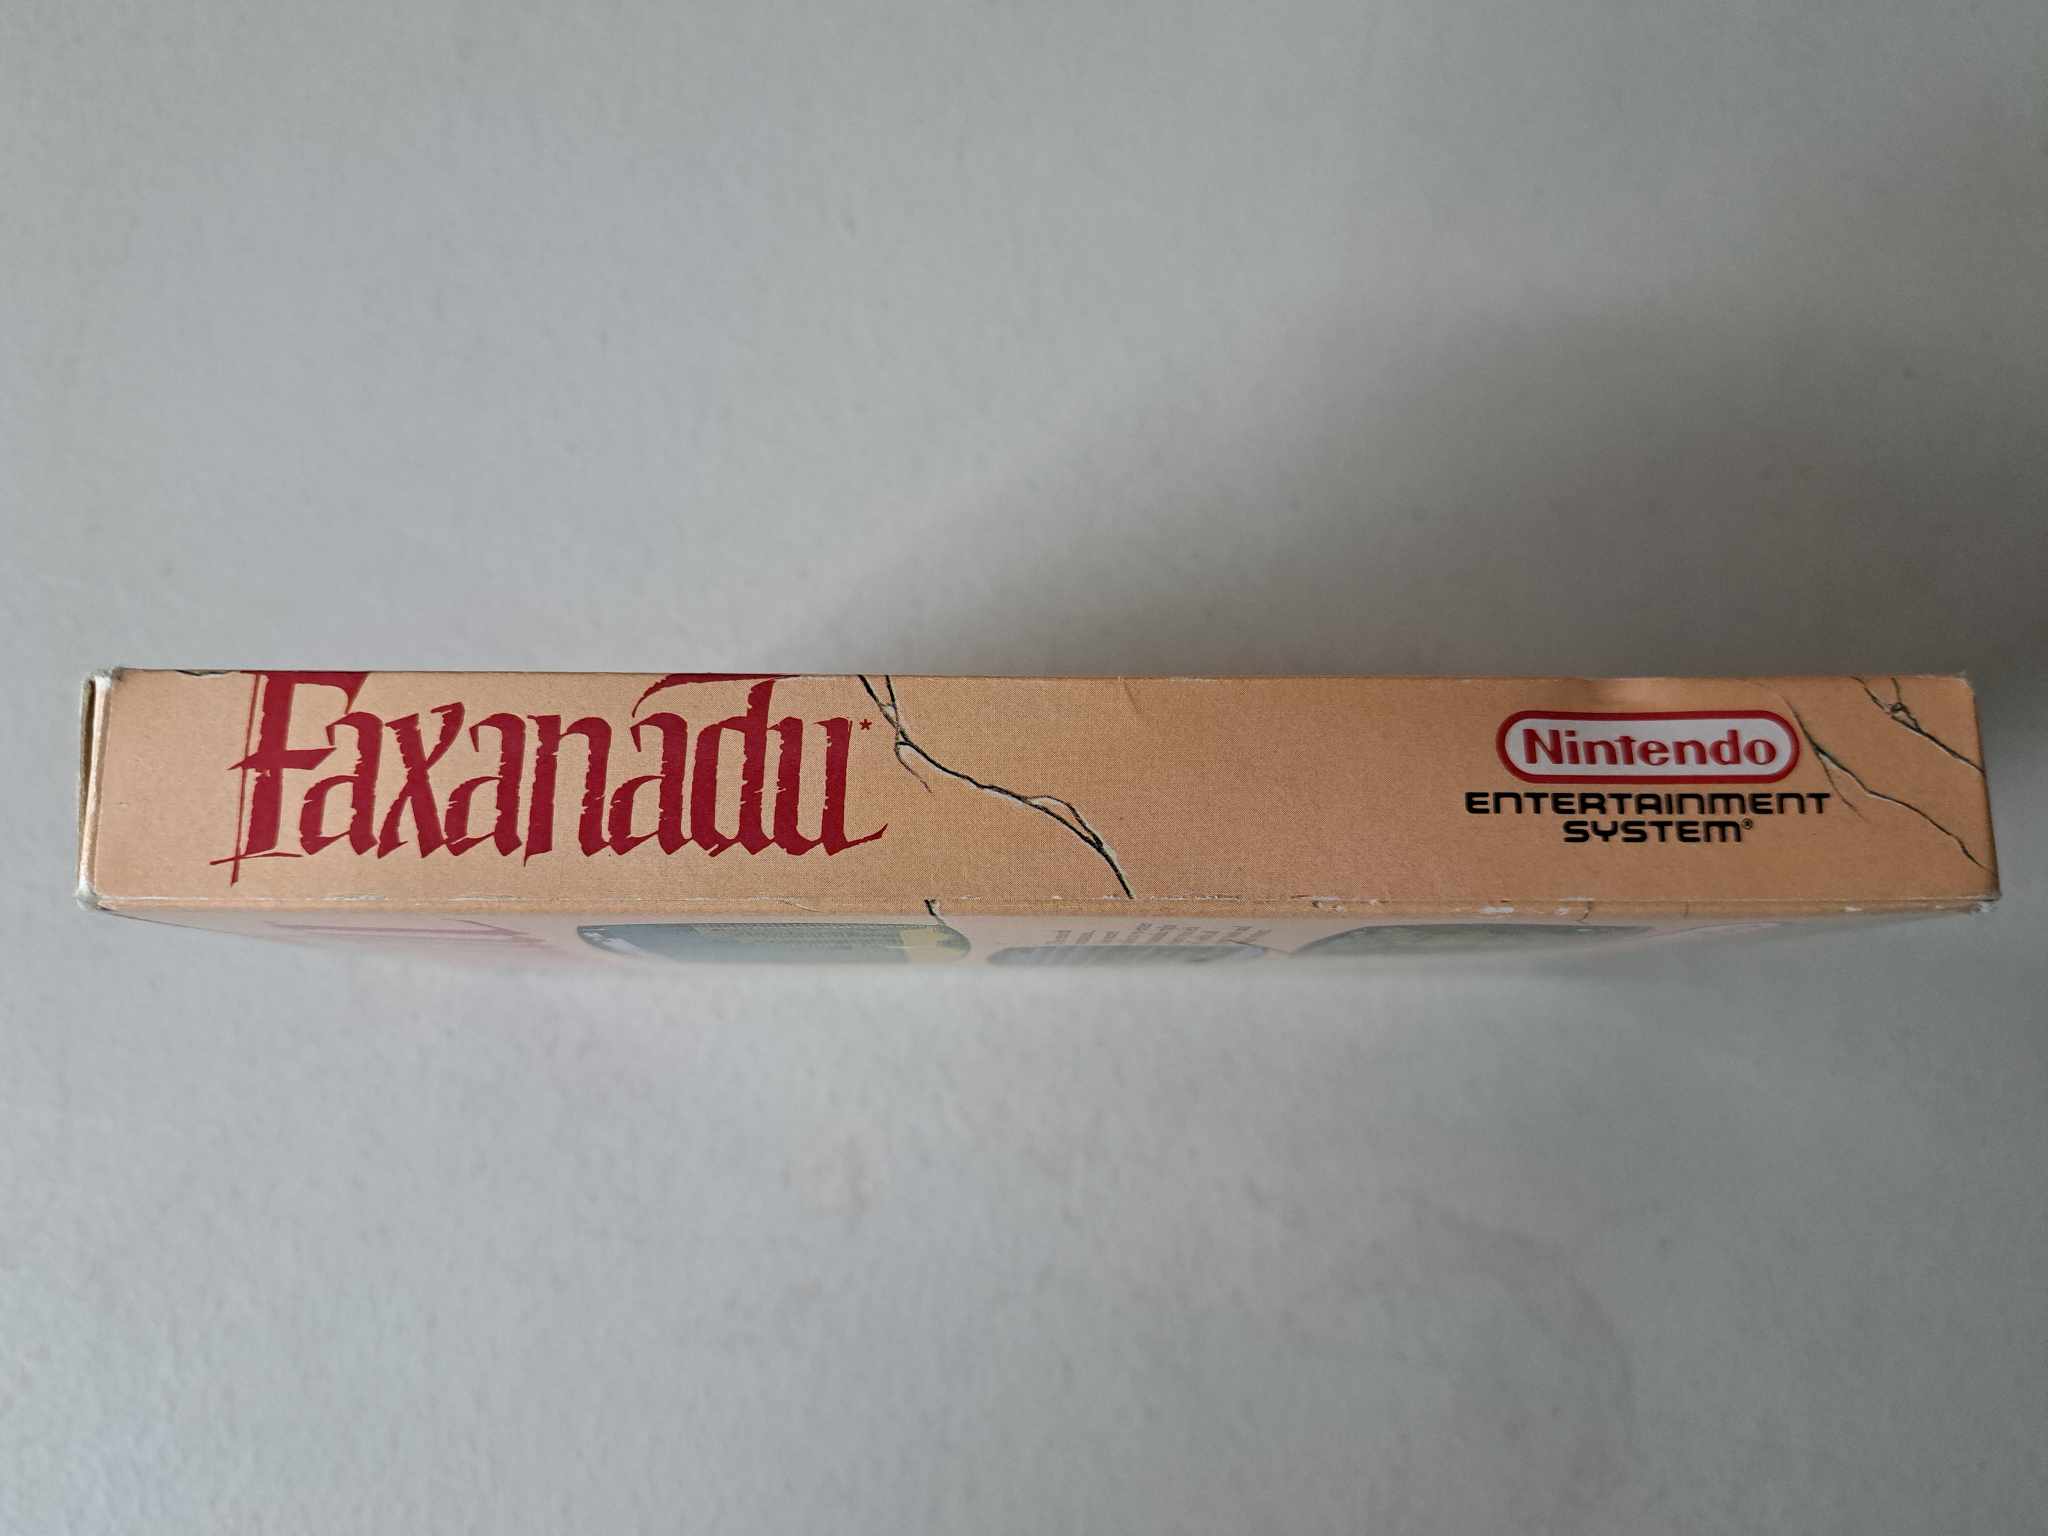 Faxanadu*
Nintendo
ENTERTAINMENT
SYSTEM®